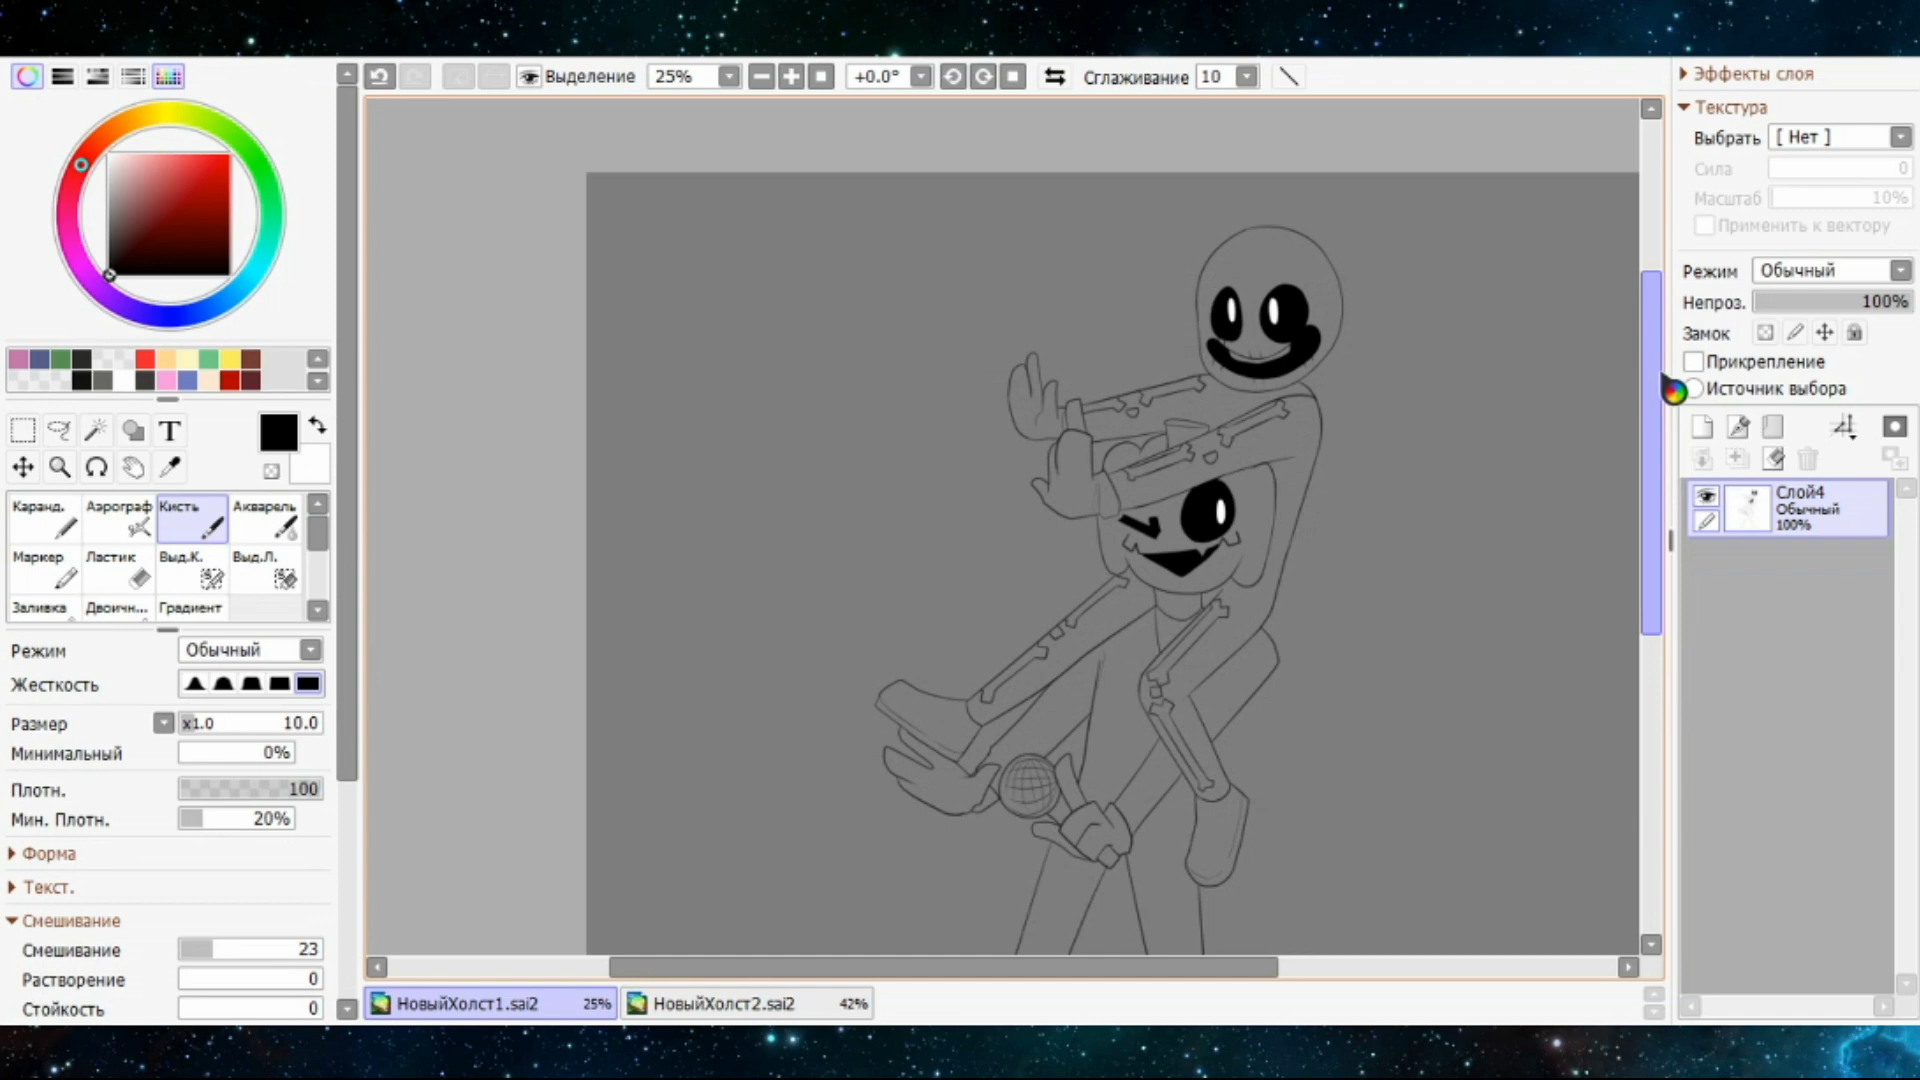 Выделение 25% +0.0° Сглаживание 10
Эффекты слоя
Текстура
Выбрать [ Нет ]
Сила 0
Масштаб 10%
Применить к вектору
Режим Обычный
Непроз. 100%
Замок
Прикрепление
Источник выбора
Слой4
Обычный
100%
T
Каранд. Аэрограф Кисть Акварель
Маркер Ластик Выд.К. Выд.Л.
Заливка Двоичн... Градиент
Режим Обычный
Жесткость
Размер x1.0 10.0
Минимальный 0%
Плотн. 100
Мин. Плотн. 20%
Форма
Текст.
Смешивание
Смешивание 23
Растворение 0
Стойкость 0
НовыйХолст1.sai2 25% НовыйХолст2.sai2 42%